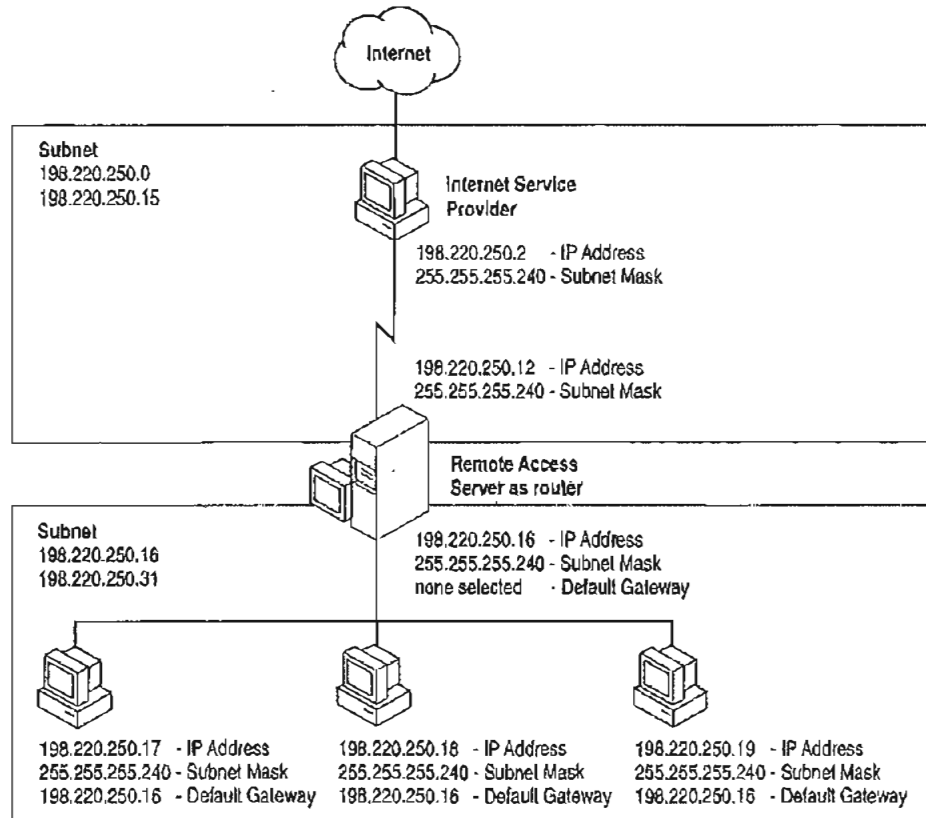 Internet
Subnet
198.220.250.0
198.220.250.15
Internet Service
Provider
198.220.250.2 - IP Address
255.255.255.240 - Subnet Mask
198.220.250.12 - IP Address
255.255.255.240 - Subnet Mask
Remote Access
Server as router
Subnet
198.220.250.16
198.220.250.31
198.220.250.16 - IP Address
255.255.255.240 - Subnet Mask
none selected - Default Gateway
198.220.250.17 - IP Address
255.255.255.240 - Subnet Mask
198.220.250.16 - Default Gateway
198.220.250.18 - IP Address
255.255.255.240 - Subnet Mask
198.220.250.16 - Default Gateway
198.220.250.19 - IP Address
255.255.255.240 - Subnet Mask
198.220.250.16 - Default Gateway